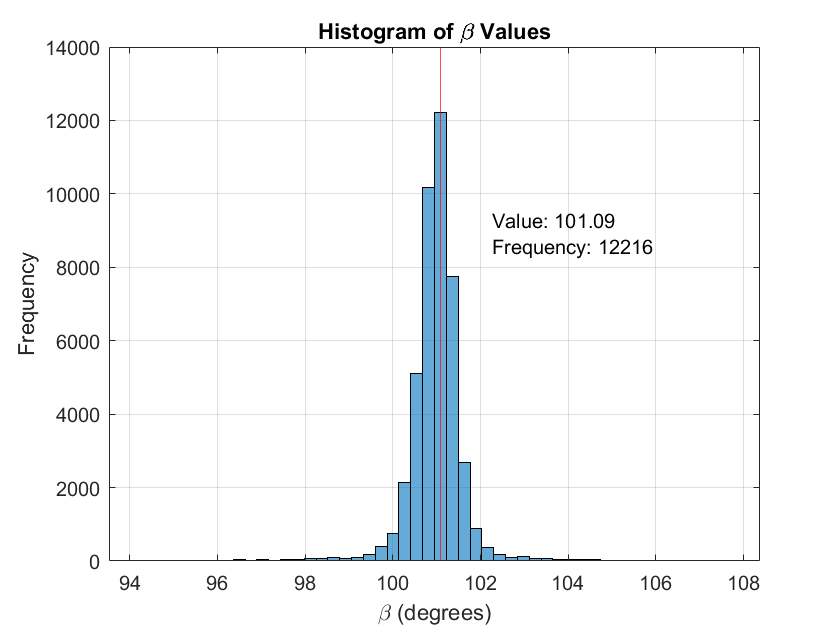 Histogram of β Values
14000
12000
10000
8000
6000
4000
2000
0
Frequency
Value: 101.09
Frequency: 12216
94 96 98 100 102 104 106 108
β (degrees)